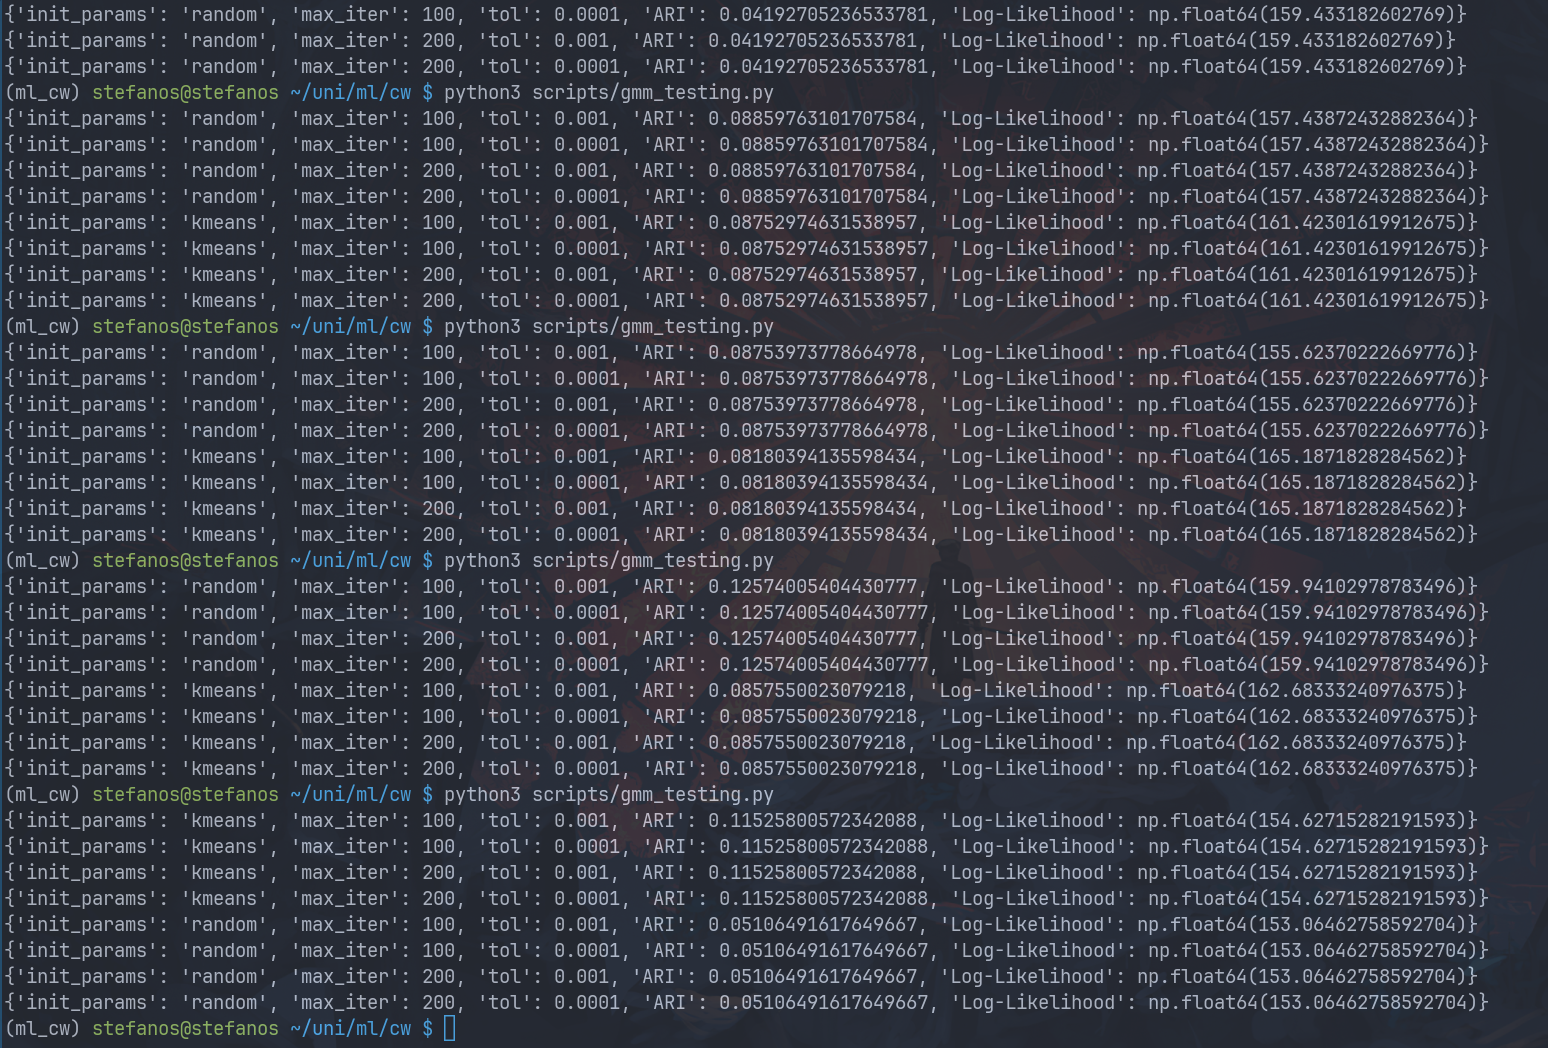 {'init_params': 'random', 'max_iter': 100, 'tol': 0.0001, 'ARI': 0.04192705236533781, 'Log-Likelihood': np.float64(159.433182602769)}
{'init_params': 'random', 'max_iter': 200, 'tol': 0.001, 'ARI': 0.04192705236533781, 'Log-Likelihood': np.float64(159.433182602769)}
{'init_params': 'random', 'max_iter': 200, 'tol': 0.0001, 'ARI': 0.04192705236533781, 'Log-Likelihood': np.float64(159.433182602769)}
(ml_cw) stefanos@stefanos ~/uni/ml/cw $ python3 scripts/gmm_testing.py
{'init_params': 'random', 'max_iter': 100, 'tol': 0.001, 'ARI': 0.08859763101707584, 'Log-Likelihood': np.float64(157.43872432882364)}
{'init_params': 'random', 'max_iter': 100, 'tol': 0.0001, 'ARI': 0.08859763101707584, 'Log-Likelihood': np.float64(157.43872432882364)}
{'init_params': 'random', 'max_iter': 200, 'tol': 0.001, 'ARI': 0.08859763101707584, 'Log-Likelihood': np.float64(157.43872432882364)}
{'init_params': 'random', 'max_iter': 200, 'tol': 0.0001, 'ARI': 0.08859763101707584, 'Log-Likelihood': np.float64(157.43872432882364)}
{'init_params': 'kmeans', 'max_iter': 100, 'tol': 0.001, 'ARI': 0.08752974631538957, 'Log-Likelihood': np.float64(161.42301619912675)}
{'init_params': 'kmeans', 'max_iter': 100, 'tol': 0.0001, 'ARI': 0.08752974631538957, 'Log-Likelihood': np.float64(161.42301619912675)}
{'init_params': 'kmeans', 'max_iter': 200, 'tol': 0.001, 'ARI': 0.08752974631538957, 'Log-Likelihood': np.float64(161.42301619912675)}
{'init_params': 'kmeans', 'max_iter': 200, 'tol': 0.0001, 'ARI': 0.08752974631538957, 'Log-Likelihood': np.float64(161.42301619912675)}
(ml_cw) stefanos@stefanos ~/uni/ml/cw $ python3 scripts/gmm_testing.py
{'init_params': 'random', 'max_iter': 100, 'tol': 0.001, 'ARI': 0.08753973778664978, 'Log-Likelihood': np.float64(155.62370222669776)}
{'init_params': 'random', 'max_iter': 100, 'tol': 0.0001, 'ARI': 0.08753973778664978, 'Log-Likelihood': np.float64(155.62370222669776)}
{'init_params': 'random', 'max_iter': 200, 'tol': 0.001, 'ARI': 0.08753973778664978, 'Log-Likelihood': np.float64(155.62370222669776)}
{'init_params': 'random', 'max_iter': 200, 'tol': 0.0001, 'ARI': 0.08753973778664978, 'Log-Likelihood': np.float64(155.62370222669776)}
{'init_params': 'kmeans', 'max_iter': 100, 'tol': 0.001, 'ARI': 0.08180394135598434, 'Log-Likelihood': np.float64(165.1871828284562)}
{'init_params': 'kmeans', 'max_iter': 100, 'tol': 0.0001, 'ARI': 0.08180394135598434, 'Log-Likelihood': np.float64(165.1871828284562)}
{'init_params': 'kmeans', 'max_iter': 200, 'tol': 0.001, 'ARI': 0.08180394135598434, 'Log-Likelihood': np.float64(165.1871828284562)}
{'init_params': 'kmeans', 'max_iter': 200, 'tol': 0.0001, 'ARI': 0.08180394135598434, 'Log-Likelihood': np.float64(165.1871828284562)}
(ml_cw) stefanos@stefanos ~/uni/ml/cw $ python3 scripts/gmm_testing.py
{'init_params': 'random', 'max_iter': 100, 'tol': 0.001, 'ARI': 0.12574005404430777, 'Log-Likelihood': np.float64(159.94102978783496)}
{'init_params': 'random', 'max_iter': 100, 'tol': 0.0001, 'ARI': 0.12574005404430777, 'Log-Likelihood': np.float64(159.94102978783496)}
{'init_params': 'random', 'max_iter': 200, 'tol': 0.001, 'ARI': 0.12574005404430777, 'Log-Likelihood': np.float64(159.94102978783496)}
{'init_params': 'random', 'max_iter': 200, 'tol': 0.0001, 'ARI': 0.12574005404430777, 'Log-Likelihood': np.float64(159.94102978783496)}
{'init_params': 'kmeans', 'max_iter': 100, 'tol': 0.001, 'ARI': 0.0857550023079218, 'Log-Likelihood': np.float64(162.68333240976375)}
{'init_params': 'kmeans', 'max_iter': 100, 'tol': 0.0001, 'ARI': 0.0857550023079218, 'Log-Likelihood': np.float64(162.68333240976375)}
{'init_params': 'kmeans', 'max_iter': 200, 'tol': 0.001, 'ARI': 0.0857550023079218, 'Log-Likelihood': np.float64(162.68333240976375)}
{'init_params': 'kmeans', 'max_iter': 200, 'tol': 0.0001, 'ARI': 0.0857550023079218, 'Log-Likelihood': np.float64(162.68333240976375)}
(ml_cw) stefanos@stefanos ~/uni/ml/cw $ python3 scripts/gmm_testing.py
{'init_params': 'kmeans', 'max_iter': 100, 'tol': 0.001, 'ARI': 0.11525800572342088, 'Log-Likelihood': np.float64(154.62715282191593)}
{'init_params': 'kmeans', 'max_iter': 100, 'tol': 0.0001, 'ARI': 0.11525800572342088, 'Log-Likelihood': np.float64(154.62715282191593)}
{'init_params': 'kmeans', 'max_iter': 200, 'tol': 0.001, 'ARI': 0.11525800572342088, 'Log-Likelihood': np.float64(154.62715282191593)}
{'init_params': 'kmeans', 'max_iter': 200, 'tol': 0.0001, 'ARI': 0.11525800572342088, 'Log-Likelihood': np.float64(154.62715282191593)}
{'init_params': 'random', 'max_iter': 100, 'tol': 0.001, 'ARI': 0.05106491617649667, 'Log-Likelihood': np.float64(153.06462758592704)}
{'init_params': 'random', 'max_iter': 100, 'tol': 0.0001, 'ARI': 0.05106491617649667, 'Log-Likelihood': np.float64(153.06462758592704)}
{'init_params': 'random', 'max_iter': 200, 'tol': 0.001, 'ARI': 0.05106491617649667, 'Log-Likelihood': np.float64(153.06462758592704)}
{'init_params': 'random', 'max_iter': 200, 'tol': 0.0001, 'ARI': 0.05106491617649667, 'Log-Likelihood': np.float64(153.06462758592704)}
(ml_cw) stefanos@stefanos ~/uni/ml/cw $